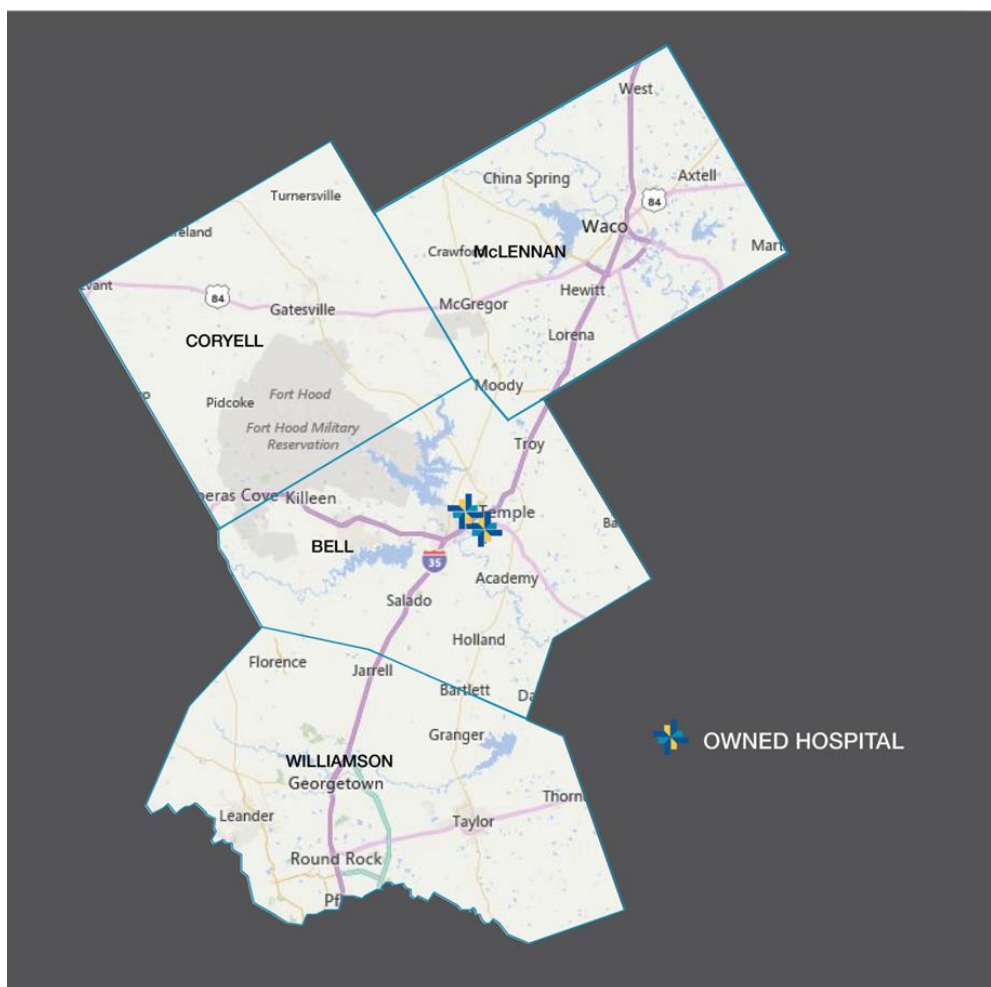 West
China Spring
Axtell
84
Turnersville
Waco
Mart
McLENNAN
Hewitt
McGregor
84
Gatesville
Lorena
CORYELL
Moody
Fort Hood
Pidcoke
Fort Hood Military
Reservation
Troy
Cove
Killeen
Temple
BELL
35
Academy
Salado
Holland
Florence
Jarrell
Bartlett
Granger
OWNED HOSPITAL
WILLIAMSON
Georgetown
Leander
Taylor
Round Rock